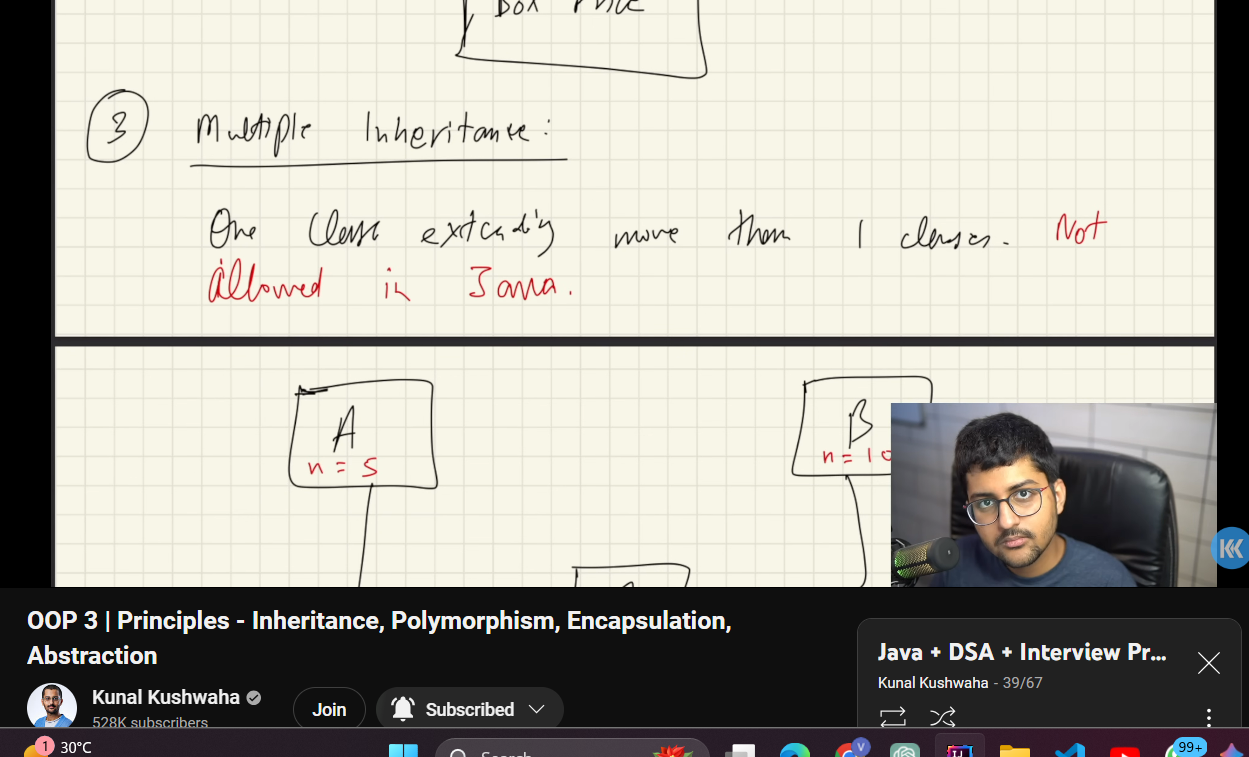 Box Price
3
Multiple Inheritance:
One Class extending more than 1 classes. Not
allowed in Java.
A
n = 5
B
n = 10
OOP 3 | Principles - Inheritance, Polymorphism, Encapsulation,
Abstraction
Kunal Kushwaha
528K subscribers
Join
Subscribed
Java + DSA + Interview Pr...
Kunal Kushwaha - 39/67
1
30°C
Search
V
99+